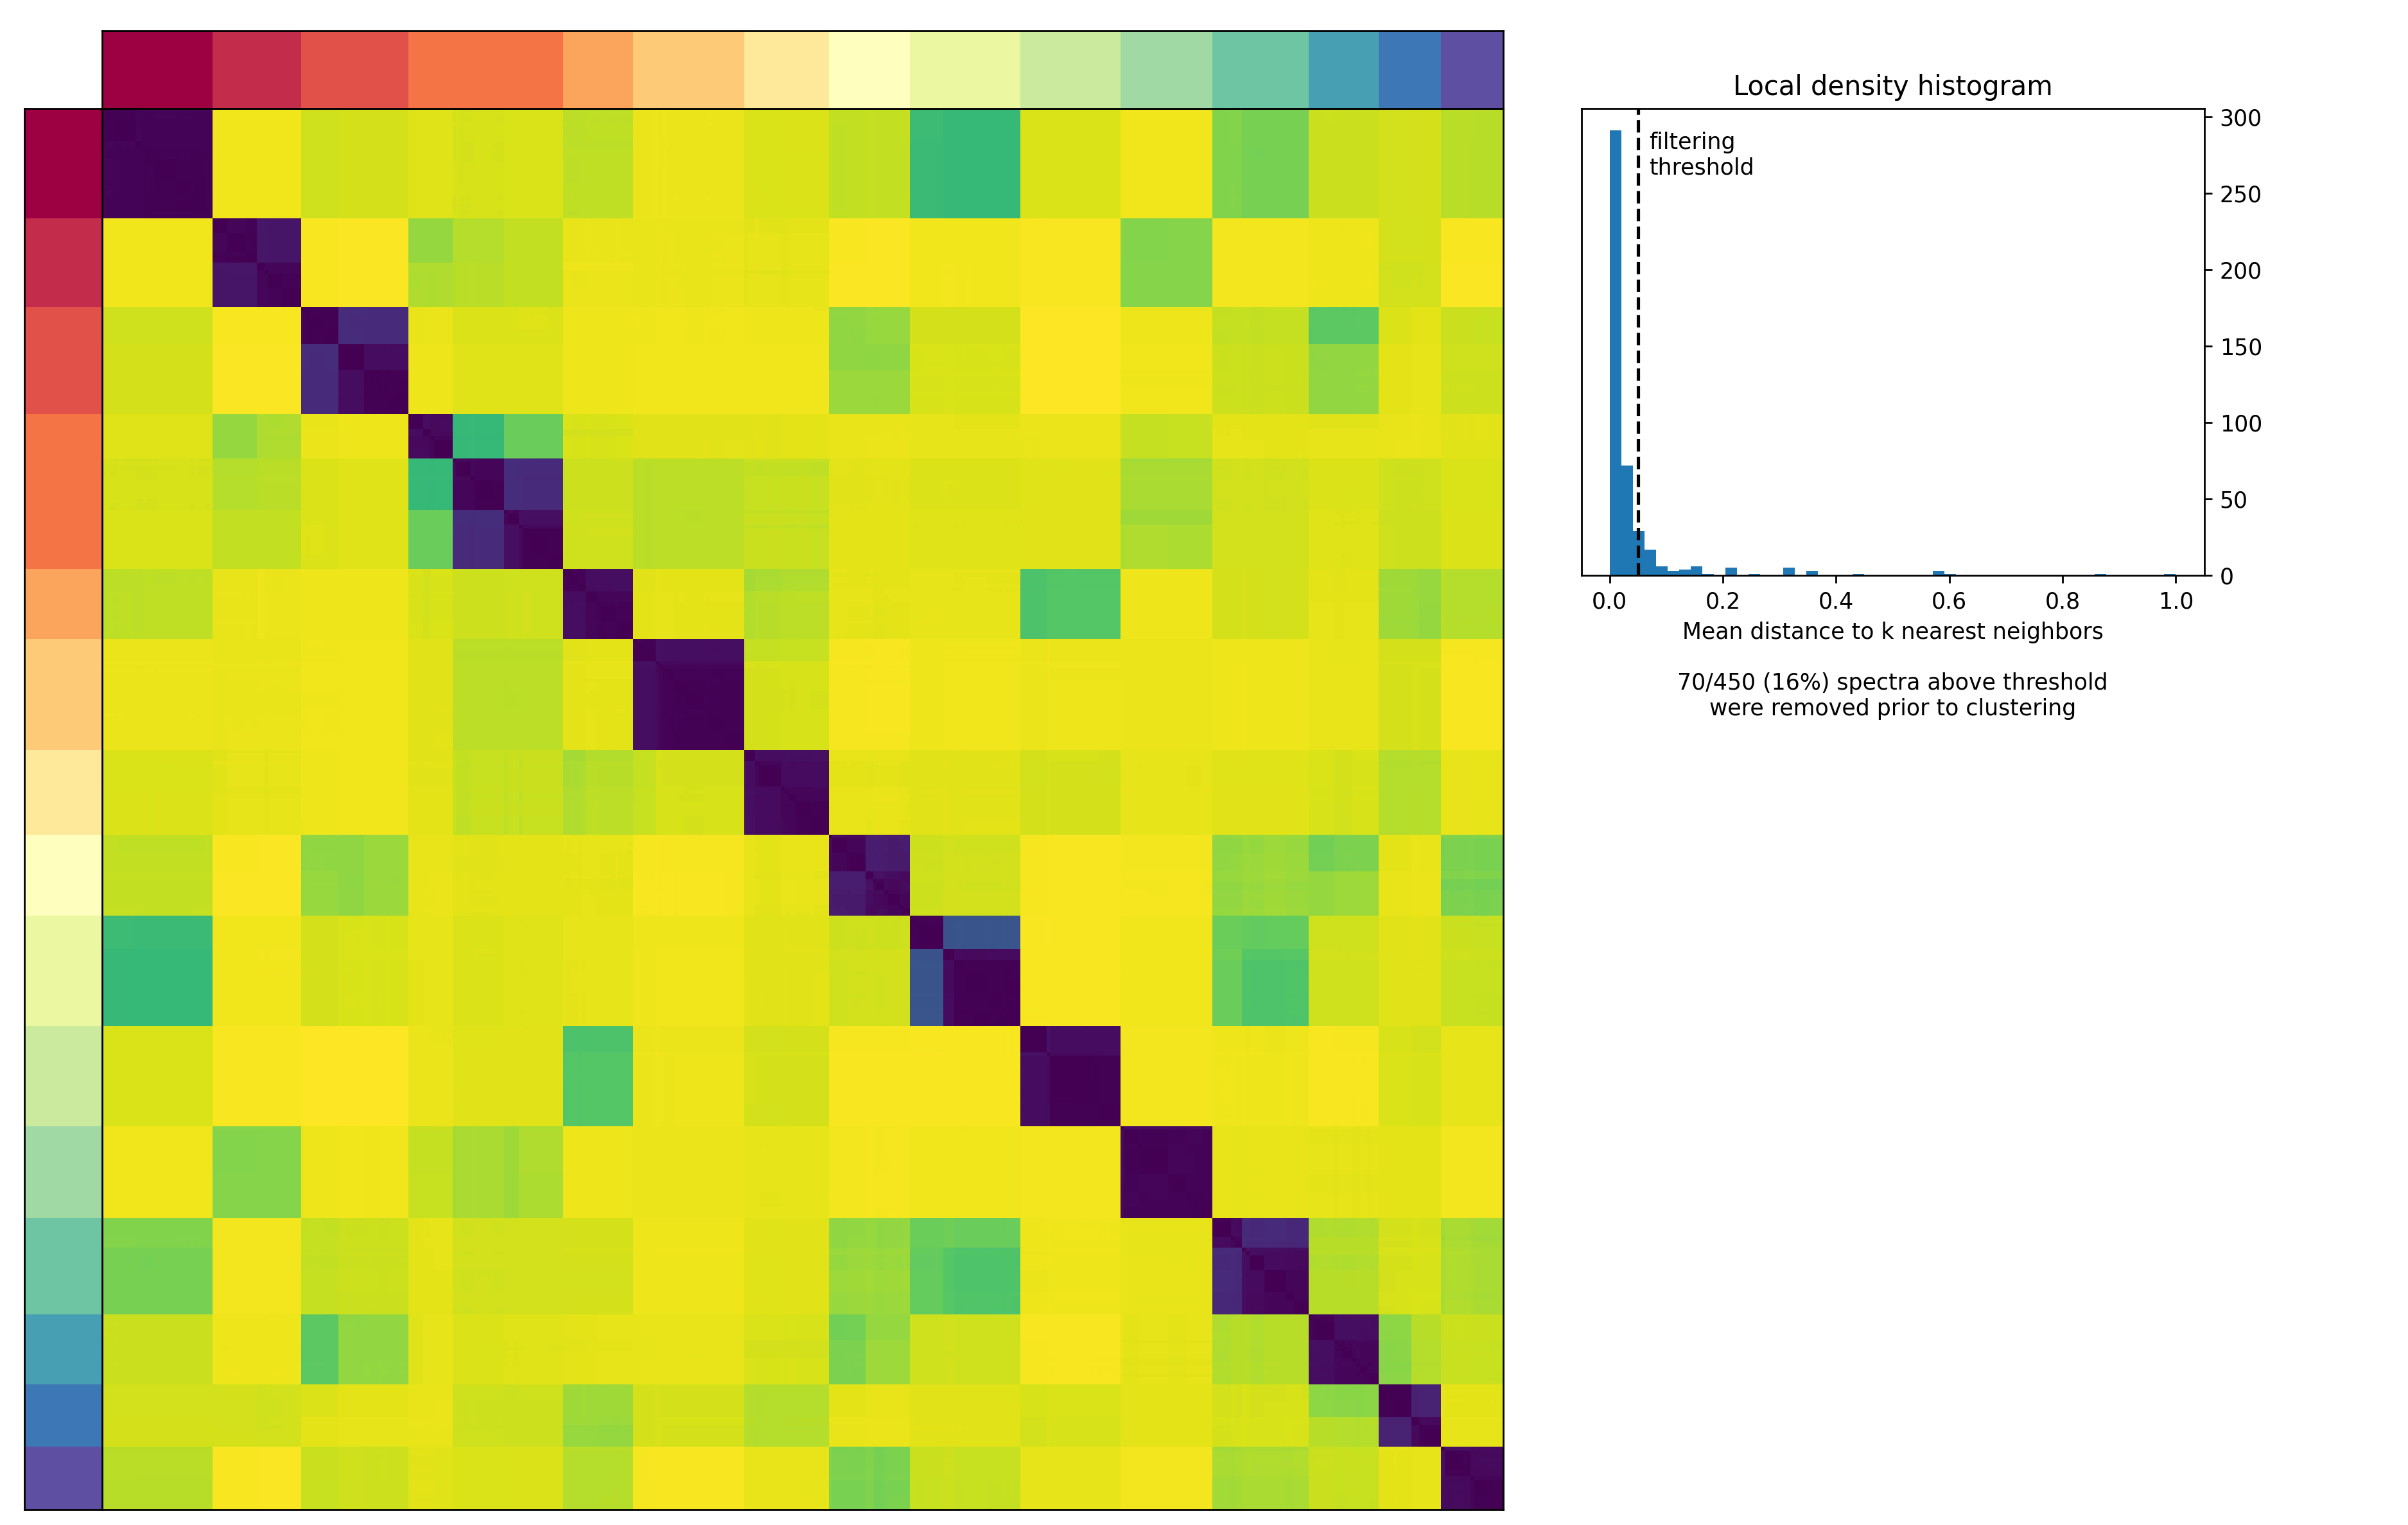 Local density histogram
filtering
threshold
300
250
200
150
100
50
0
0.0 0.2 0.4 0.6 0.8 1.0
Mean distance to k nearest neighbors
70/450 (16%) spectra above threshold
were removed prior to clustering